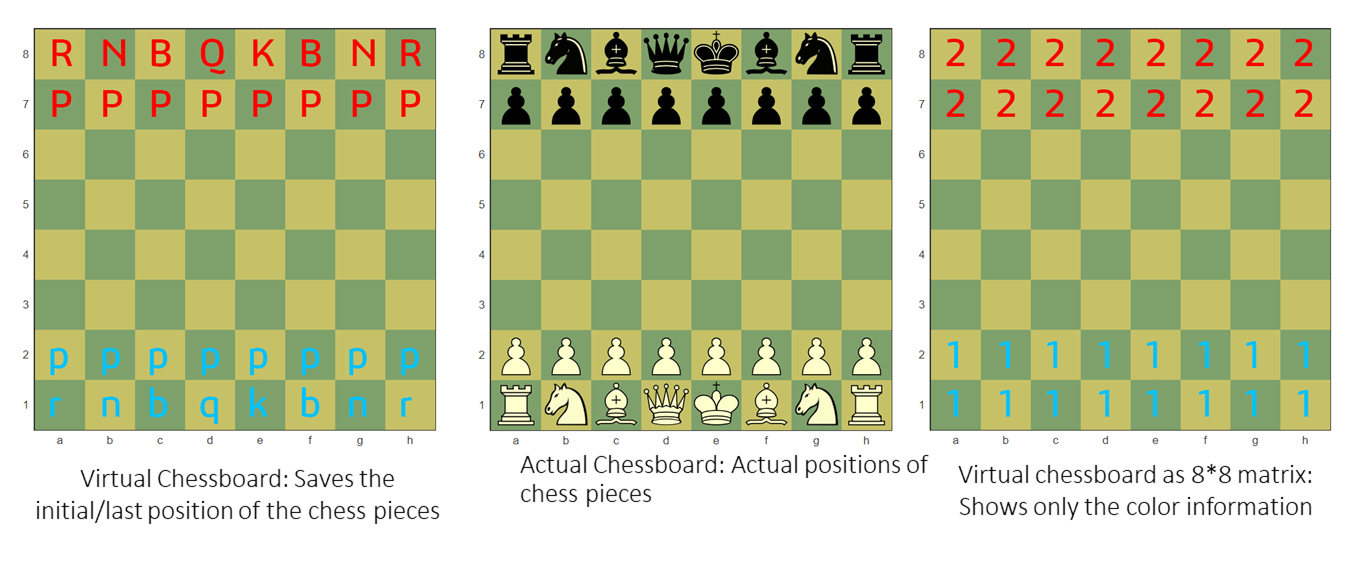 8 R N B Q K B N R
7 P P P P P P P P
6
5
4
3
2 p p p p p p p p
1 r n b q k b n r
a b c d e f g h
Virtual Chessboard: Saves the
initial/last position of the chess pieces
8
7
6
5
4
3
2
1
a b c d e f g h
Actual Chessboard: Actual positions of
chess pieces
8 2 2 2 2 2 2 2 2
7 2 2 2 2 2 2 2 2
6
5
4
3
2 1 1 1 1 1 1 1 1
1 1 1 1 1 1 1 1 1
a b c d e f g h
Virtual chessboard as 8*8 matrix:
Shows only the color information